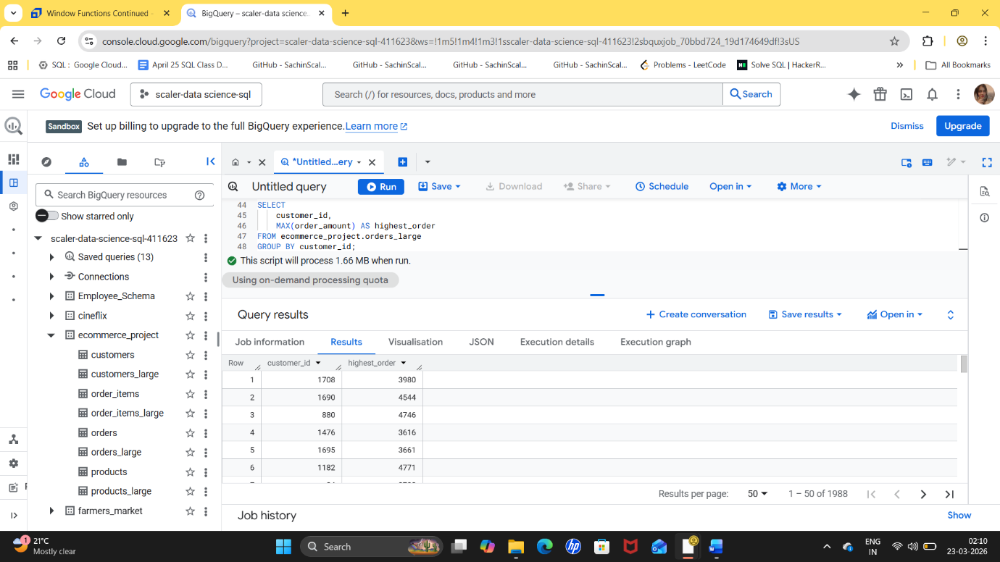 Window Functions Continued -
BigQuery – scaler-data science.
console.cloud.google.com/bigquery?project=scaler-data-science-sql-411623&ws=!1m5!1m4!1m3!1sscaler-data-science-sql-411623!2sbquxjob_70bbd724_19d174649df!3sUS
SQL : Google Cloud...
April 25 SQL Class D...
GitHub - SachinScal...
GitHub - SachinScal...
GitHub - SachinScal...
GitHub - SachinScal...
Problems - LeetCode
Solve SQL | HackerR...
»
All Bookmarks
Google Cloud
scaler-data science-sql
Search (/) for resources, docs, products and more
Search
Sandbox
Set up billing to upgrade to the full BigQuery experience. Learn more
Dismiss
Upgrade
*Untitled...ery
Search BigQuery resources
Show starred only
scaler-data-science-sql-411623
Saved queries (13)
Connections
Employee_Schema
cineflix
ecommerce_project
customers
customers_large
order_items
order_items_large
orders
orders_large
products
products_large
farmers_market
Untitled query
Run
Save
Download
Share
Schedule
Open in
More
44 SELECT
45 customer_id,
46 MAX(order_amount) AS highest_order
47 FROM ecommerce_project.orders_large
48 GROUP BY customer_id;
This script will process 1.66 MB when run.
Using on-demand processing quota
Query results
Create conversation
Save results
Open in
Job information
Results
Visualisation
JSON
Execution details
Execution graph
Row customer_id highest_order
1 1708 3980
2 1690 4544
3 880 4746
4 1476 3616
5 1695 3661
6 1182 4771
Results per page: 50 1 – 50 of 1988
Job history
Show
1
21°C
Mostly clear
Search
ENG
IN
02:10
23-03-2026